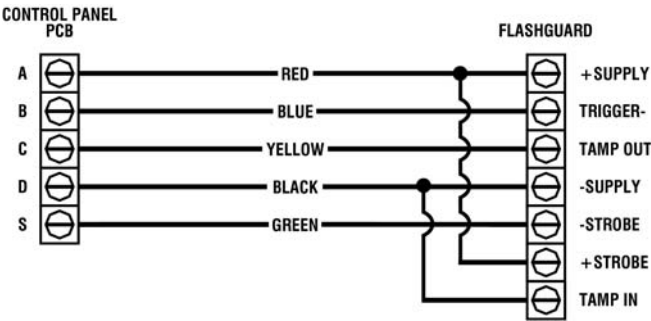 CONTROL PANEL
PCB
FLASHGUARD
A RED +SUPPLY
B BLUE TRIGGER-
C YELLOW TAMP OUT
D BLACK -SUPPLY
S GREEN -STROBE
+STROBE
TAMP IN